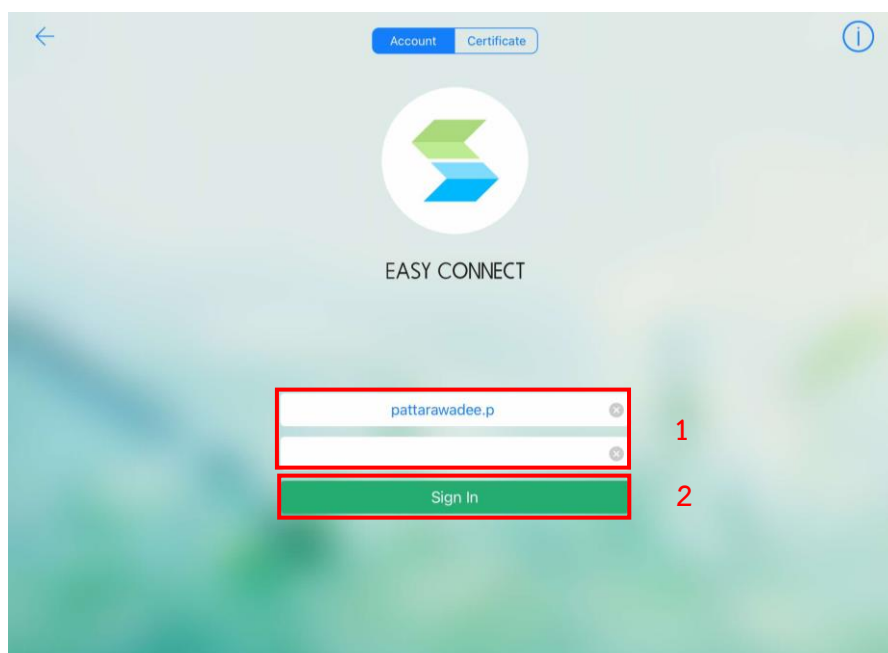 Account Certificate
EASY CONNECT
pattarawadee.p
1
Sign In
2